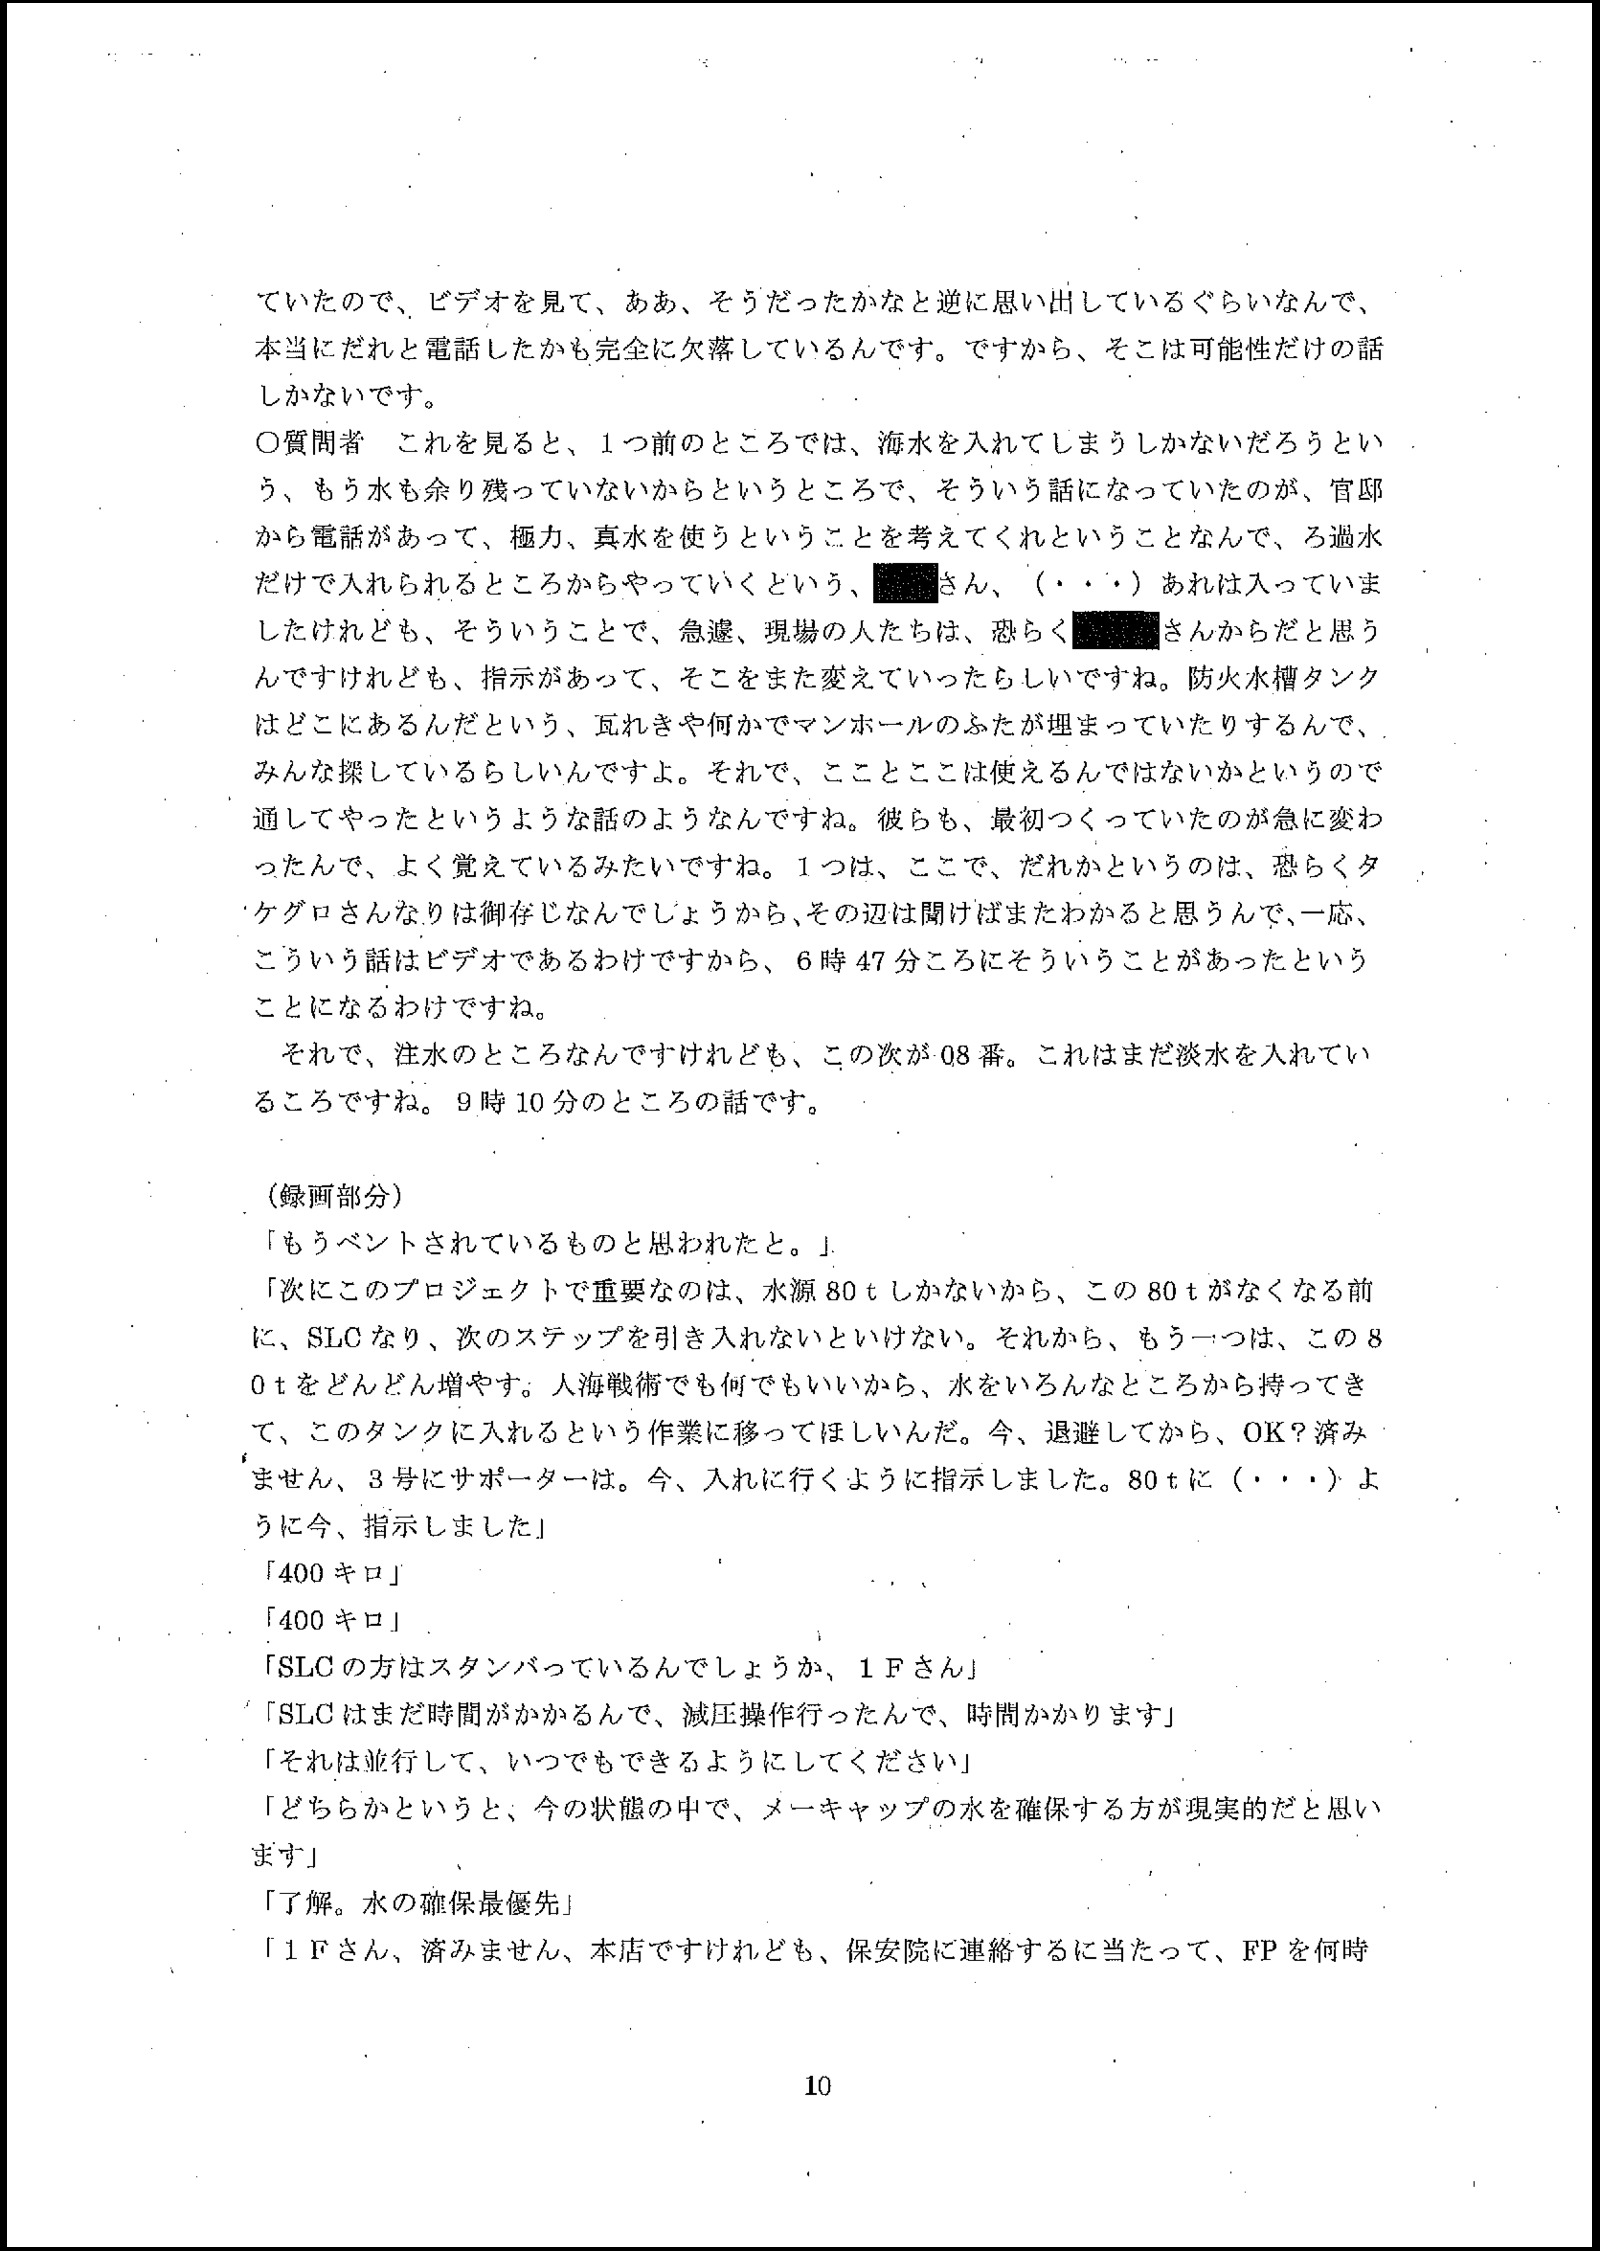 ていたので、ビデオを見て、ああ、そうだったかなと逆に思い出しているぐらいなんで、
本当にだれと電話したかも完全に欠落しているんです。ですから、そこは可能性だけの話
しかないです。
〇質問者　これを見ると、１つ前のところでは、海水を入れてしまうしかないだろうとい
う、もう水も余り残っていないからというところで、そういう話になっていたのが、官邸
から電話があって、極力、真水を使うということを考えてくれということなんで、ろ過水
だけで入れられるところからやっていくという、さん、（・・・）あれは入っていま
したけれども、そういうことで、急遽、現場の人たちは、恐らくさんからだと思う
んですけれども、指示があって、そこをまた変えていったらしいですね。防火水槽タンク
はどこにあるんだという、瓦れきや何かでマンホールのふたが埋まっていたりするんで、
みんな探しているらしいんですよ。それで、こことここは使えるんではないかというので
通してやったというような話のようなんですね。彼らも、最初つくっていたのが急に変わ
ったんで、よく覚えているみたいですね。１つは、ここで、だれかというのは、恐らくタ
ケグロさんなりは御存じなんでしょうから、その辺は聞けばまたわかると思うんで、一応、
こういう話はビデオであるわけですから、６時 47 分ころにそういうことがあったという
ことになるわけですね。
　それで、注水のところなんですけれども、この次が 08 番。これはまだ淡水を入れてい
るころですね。９時 10 分のところの話です。
（録画部分）
「もうベントされているものと思われたと。」
「次にこのプロジェクトで重要なのは、水源 80ｔしかないから、この 80ｔがなくなる前
に、SLC なり、次のステップを引き入れないといけない。それから、もう一つは、この 8
0ｔをどんどん増やす。人海戦術でも何でもいいから、水をいろんなところから持ってき
て、このタンクに入れるという作業に移ってほしいんだ。今、退避してから、OK？済み
ません、３号にサポーターは。今、入れに行くように指示しました。80ｔに（・・・）よ
うに今、指示しました」
「400 キロ」
「400 キロ」
「SLC の方はスタンバっているんでしょうか、１Ｆさん」
「SLC はまだ時間がかかるんで、減圧操作行ったんで、時間かかります」
「それは並行して、いつでもできるようにしてください」
「どちらかというと、今の状態の中で、メーキャップの水を確保する方が現実的だと思い
ます」
「了解。水の確保最優先」
「１Ｆさん、済みません、本店ですけれども、保安院に連絡するに当たって、FP を何時
10